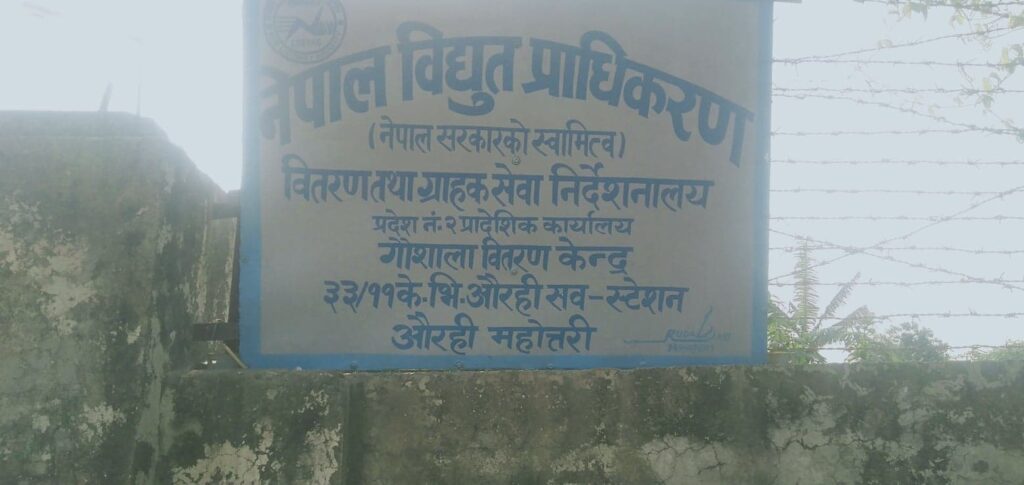 नेपाल विद्युत प्राधिकरण
(नेपाल सरकारको स्वामित्व)
वितरण तथा ग्राहक सेवा निर्देशनालय
प्रदेश नं. २ प्रादेशिक कार्यालय
गौशाला वितरण केन्द्र
३३/११ के. भि. औरही सव-स्टेशन
औरही महोत्तरी